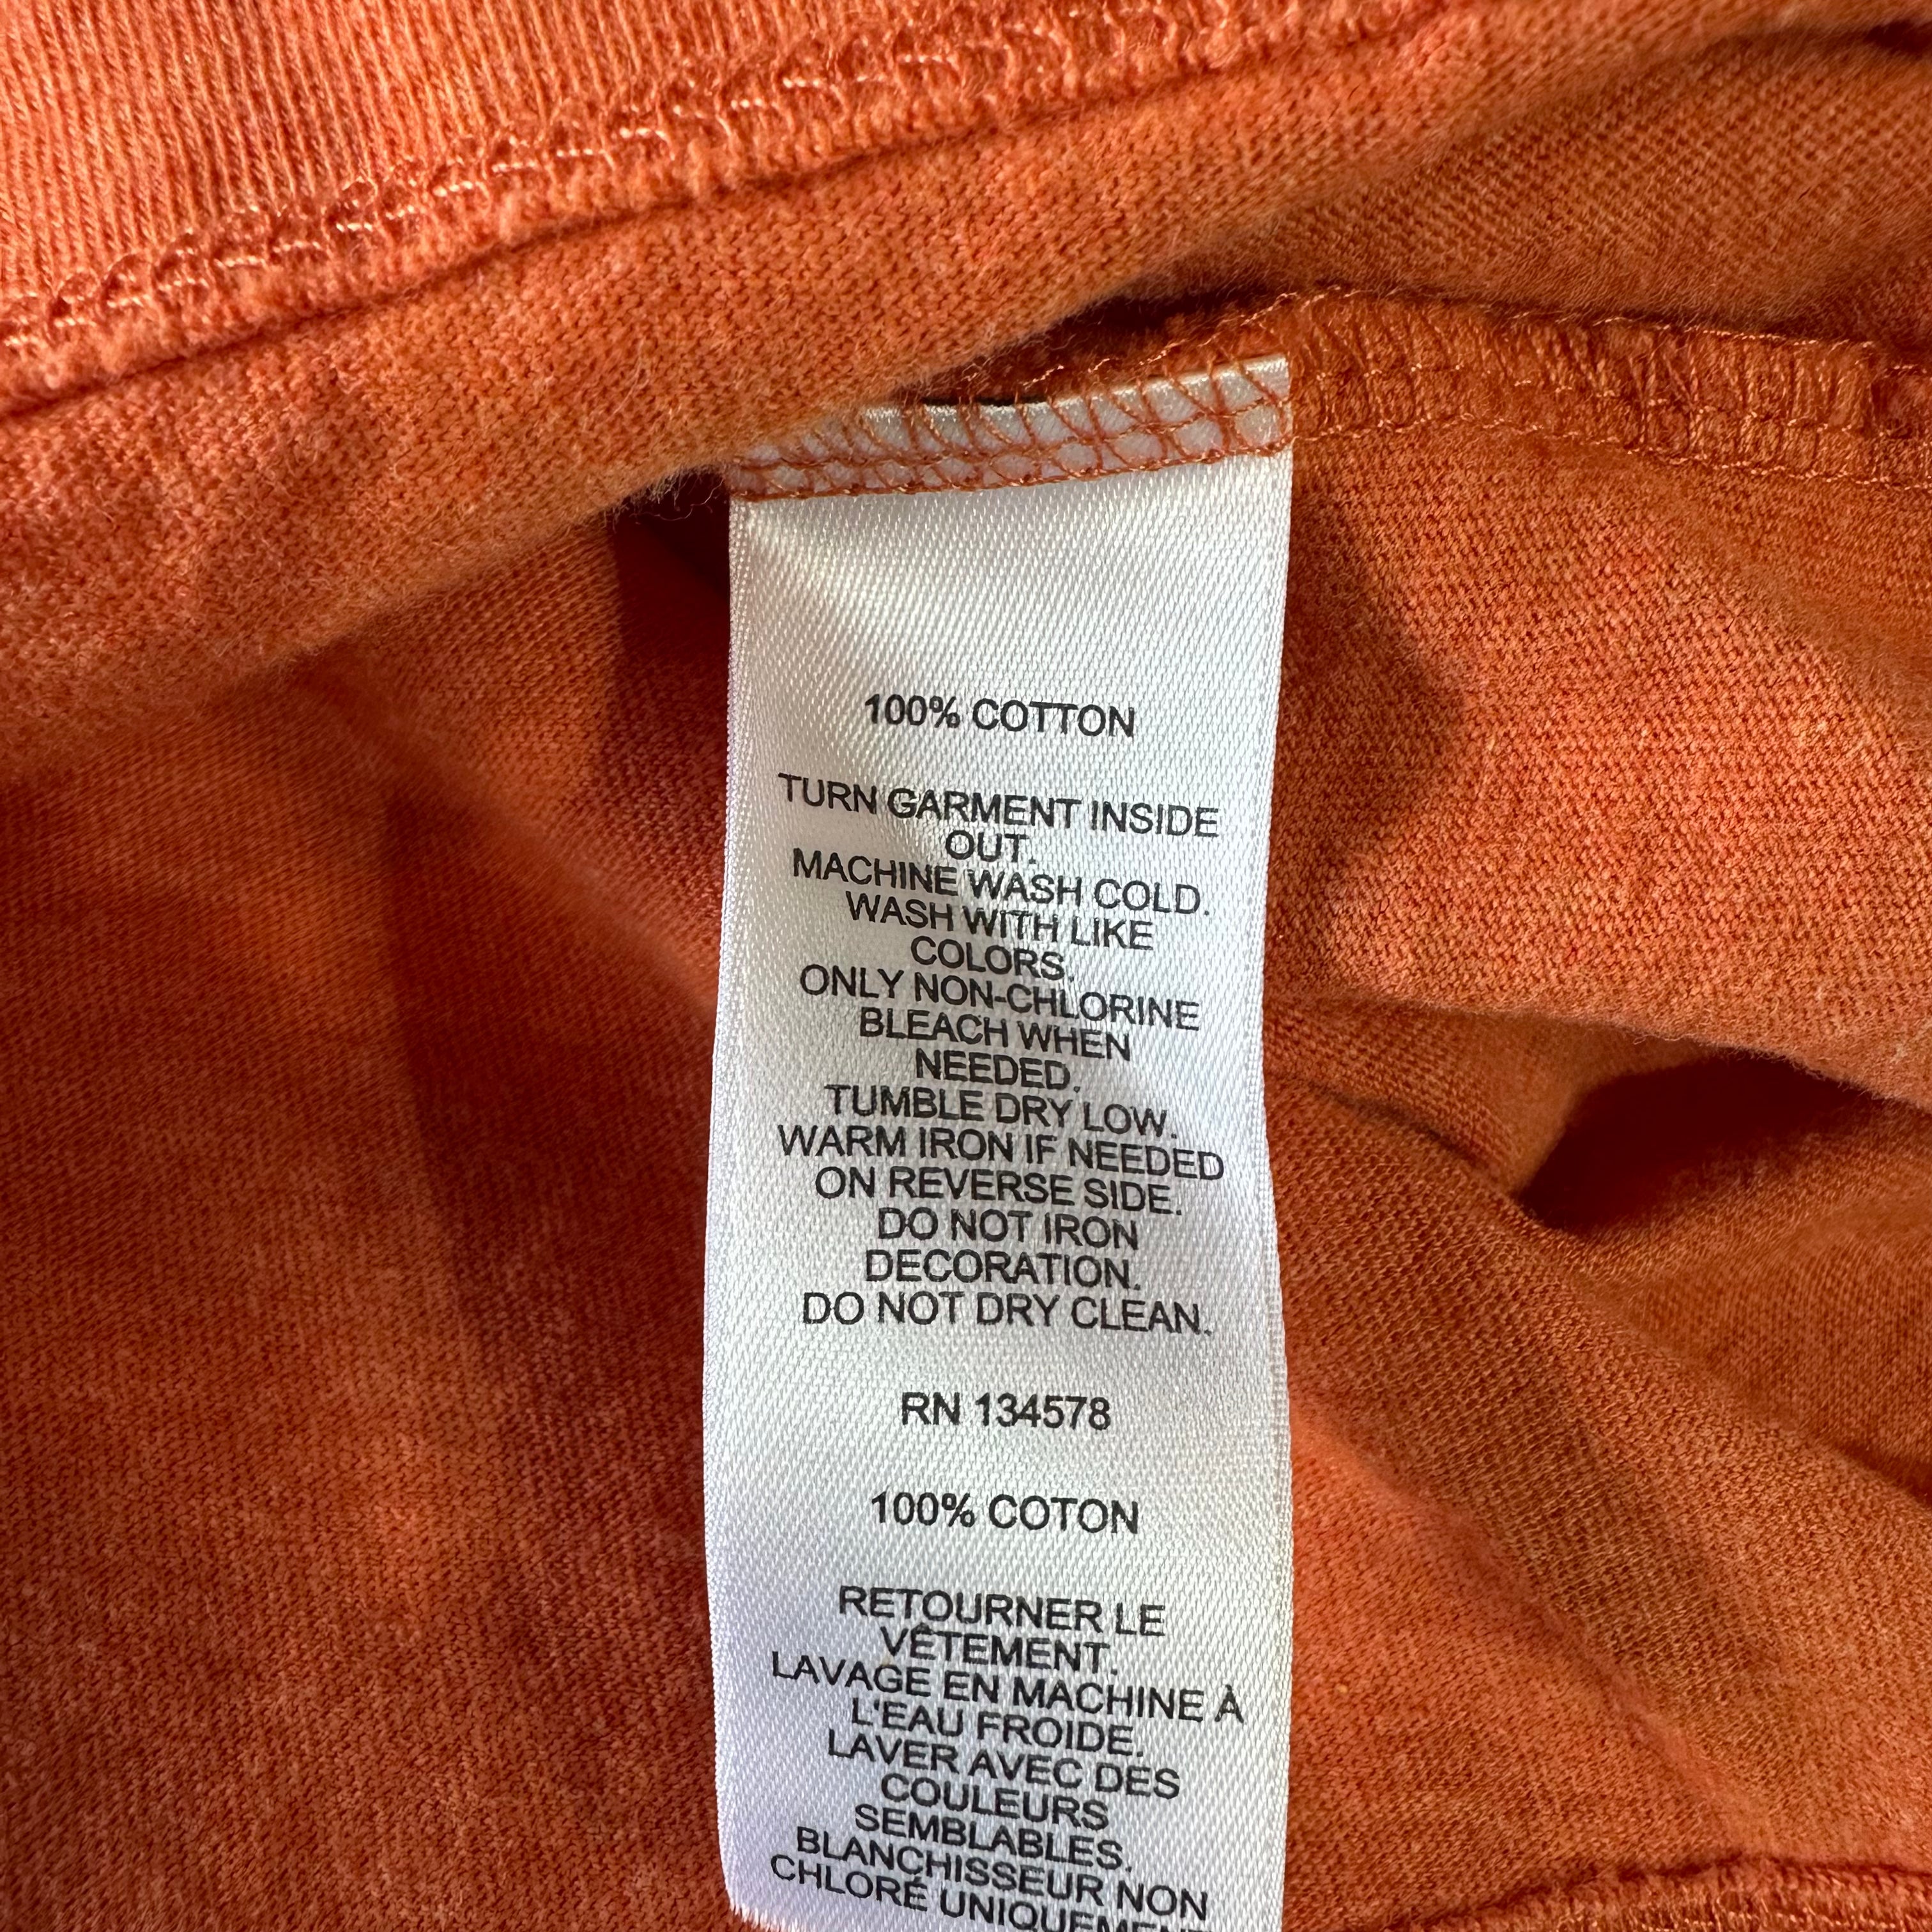 100% COTTON
TURN GARMENT INSIDE
OUT.
MACHINE WASH COLD.
WASH WITH LIKE
COLORS.
ONLY NON-CHLORINE
BLEACH WHEN
NEEDED.
TUMBLE DRY LOW.
WARM IRON IF NEEDED
ON REVERSE SIDE.
DO NOT IRON
DECORATION.
DO NOT DRY CLEAN.
RN 134578
100% COTON
RETOURNER LE
VÊTEMENT.
LAVAGE EN MACHINE À
L'EAU FROIDE.
LAVER AVEC DES
COULEURS
SEMBLABLES.
BLANCHISSEUR NON
CHLORÉ